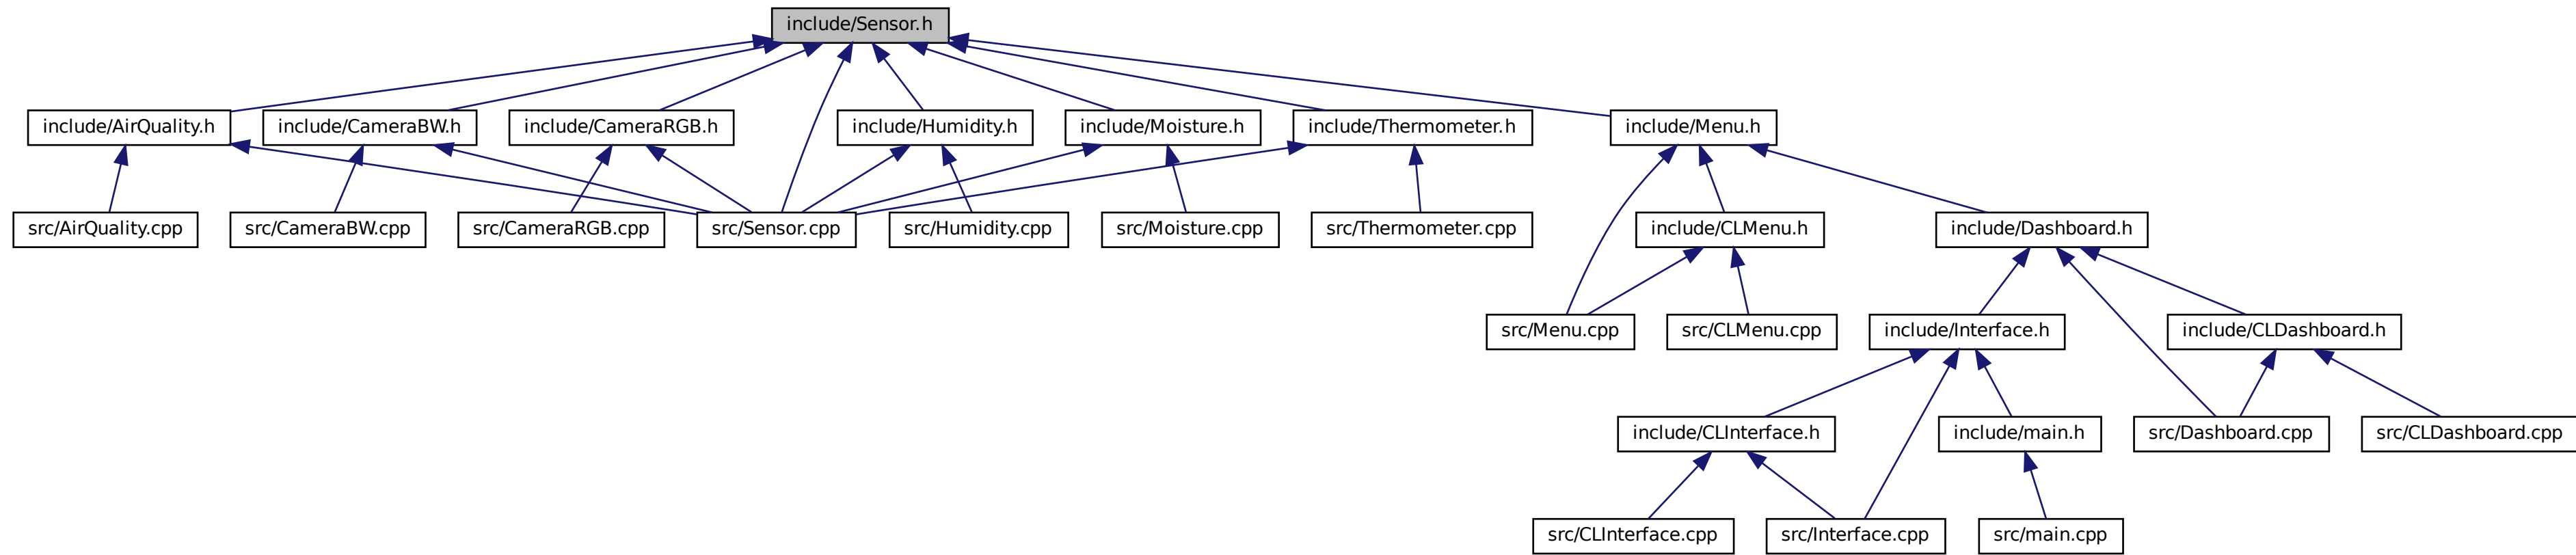 include/Sensor.h
include/AirQuality.h
include/CameraBW.h
include/CameraRGB.h
include/Humidity.h
include/Moisture.h
include/Thermometer.h
include/Menu.h
src/AirQuality.cpp
src/CameraBW.cpp
src/CameraRGB.cpp
src/Sensor.cpp
src/Humidity.cpp
src/Moisture.cpp
src/Thermometer.cpp
include/CLMenu.h
include/Dashboard.h
src/Menu.cpp
src/CLMenu.cpp
include/Interface.h
include/CLDashboard.h
include/CLInterface.h
include/main.h
src/Dashboard.cpp
src/CLDashboard.cpp
src/CLInterface.cpp
src/Interface.cpp
src/main.cpp